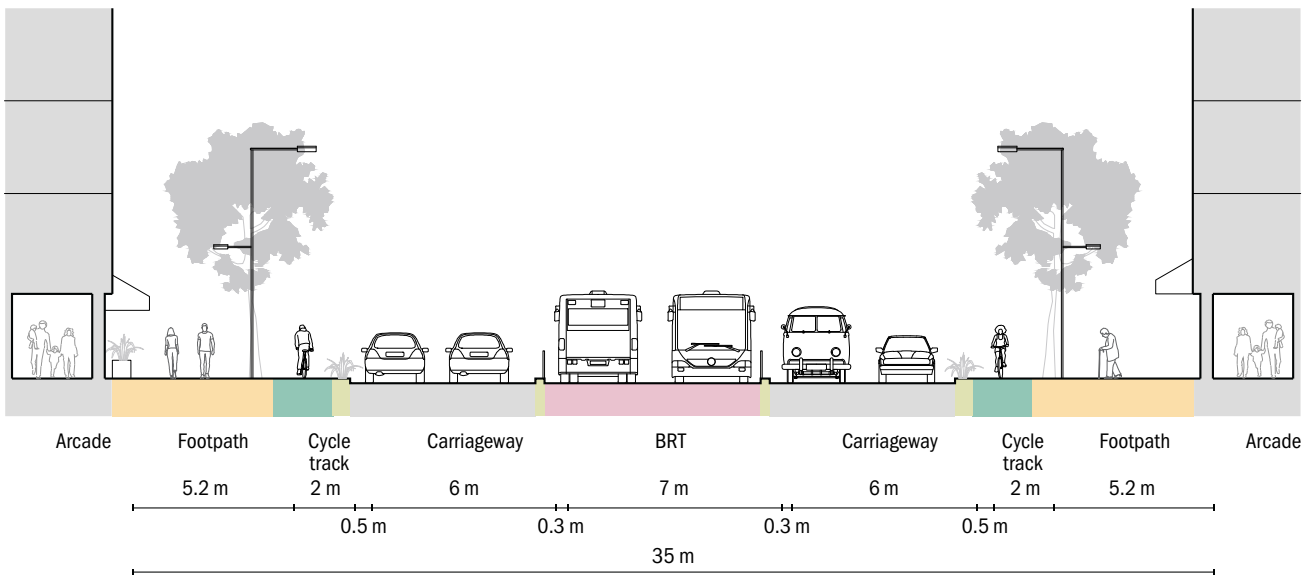 Arcade
Footpath
Cycle
track
Carriageway
BRT
Carriageway
Cycle
track
Footpath
Arcade
5.2 m
2 m
6 m
7 m
6 m
2 m
5.2 m
0.5 m
0.3 m
0.3 m
0.5 m
35 m